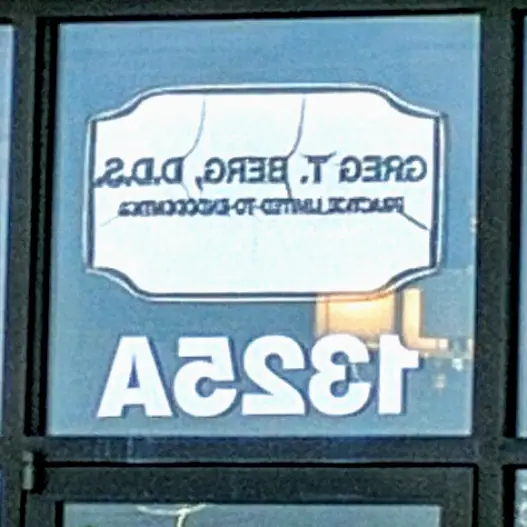 GREG T. BERG, D.D.S.
PRACTICE LIMITED TO ENDODONTICS
1325A